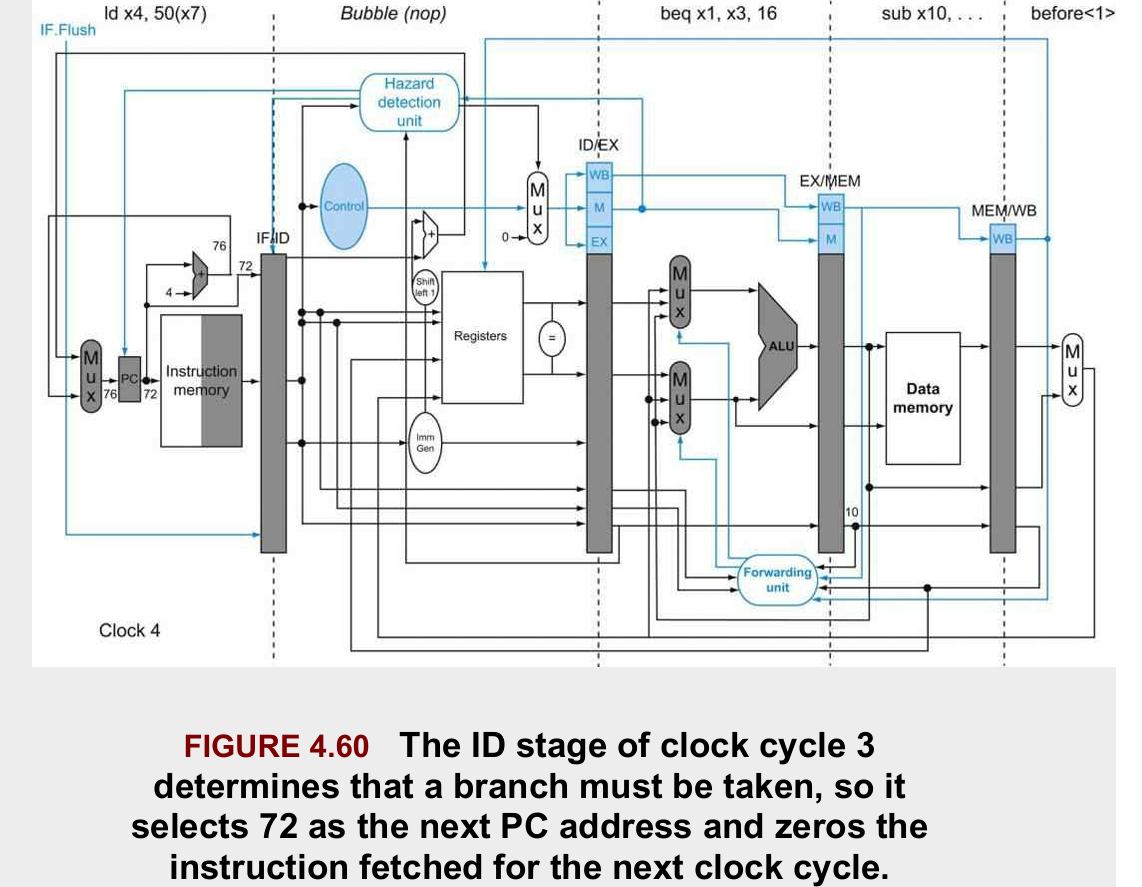 ld x4, 50(x7)
Bubble (nop)
beq x1, x3, 16
sub x10, . . .
before<1>
IF.Flush
Hazard
detection
unit
ID/EX
WB
M
EX
EX/MEM
WB
M
MEM/WB
WB
Control
M
u
x
0
+
IF/ID
76
72
+
4
Shift
left 1
M
u
x
Registers
=
ALU
M
u
x
PC
76
72
Instruction
memory
M
u
x
Data
memory
M
u
x
Imm
Gen
10
Forwarding
unit
Clock 4
FIGURE 4.60 The ID stage of clock cycle 3
determines that a branch must be taken, so it
selects 72 as the next PC address and zeros the
instruction fetched for the next clock cycle.